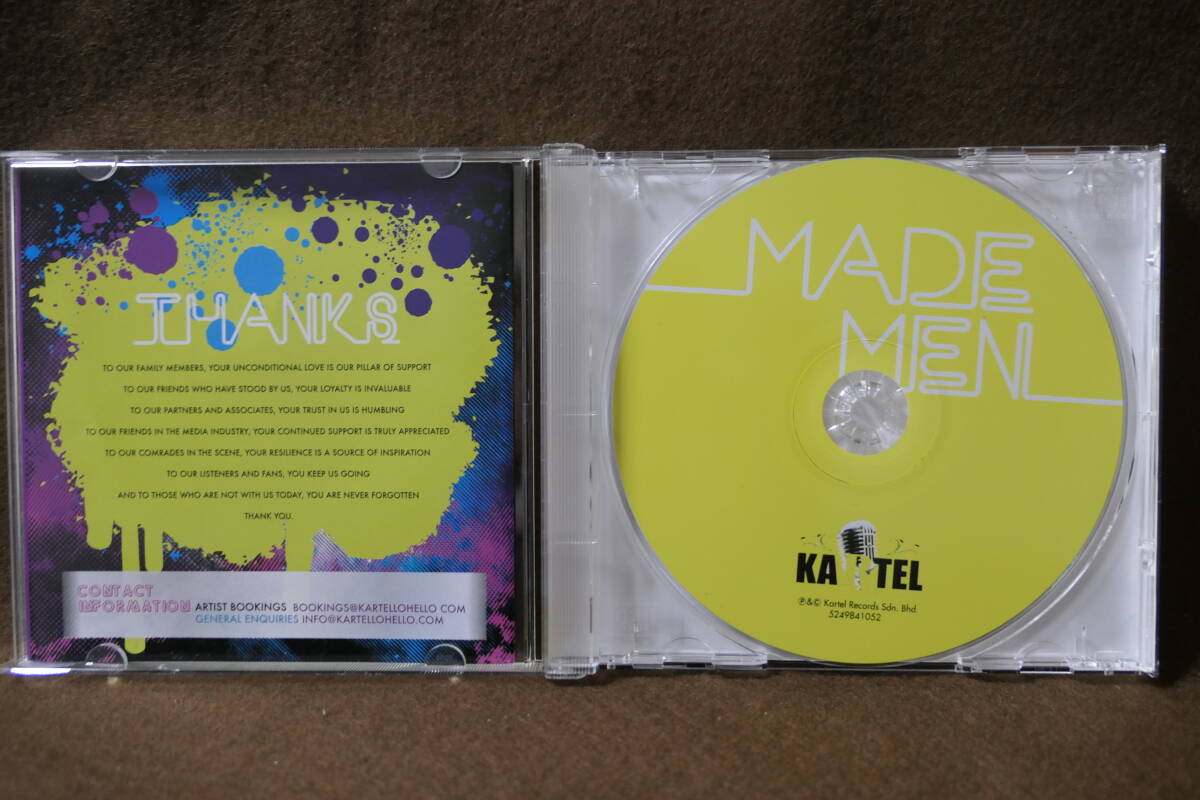 THANKS
TO OUR FAMILY MEMBERS, YOUR UNCONDITIONAL LOVE IS OUR PILLAR OF SUPPORT
TO OUR FRIENDS WHO HAVE STOOD BY US, YOUR LOYALTY IS INVALUABLE
TO OUR PARTNERS AND ASSOCIATES, YOUR TRUST IN US IS HUMBLING
TO OUR FRIENDS IN THE MEDIA INDUSTRY, YOUR CONTINUED SUPPORT IS TRULY APPRECIATED
TO OUR COMRADES IN THE SCENE, YOUR RESILIENCE IS A SOURCE OF INSPIRATION
TO OUR LISTENERS AND FANS, YOU KEEP US GOING
AND TO THOSE WHO ARE NOT WITH US TODAY, YOU ARE NEVER FORGOTTEN
THANK YOU.
CONTACT
INFORMATION
ARTIST BOOKINGS BOOKINGS@KARTELLOHELLO.COM
GENERAL ENQUIRIES INFO@KARTELLOHELLO.COM
MADE
MEN
KARTEL
℗&© Kartel Records Sdn. Bhd.
5249841052